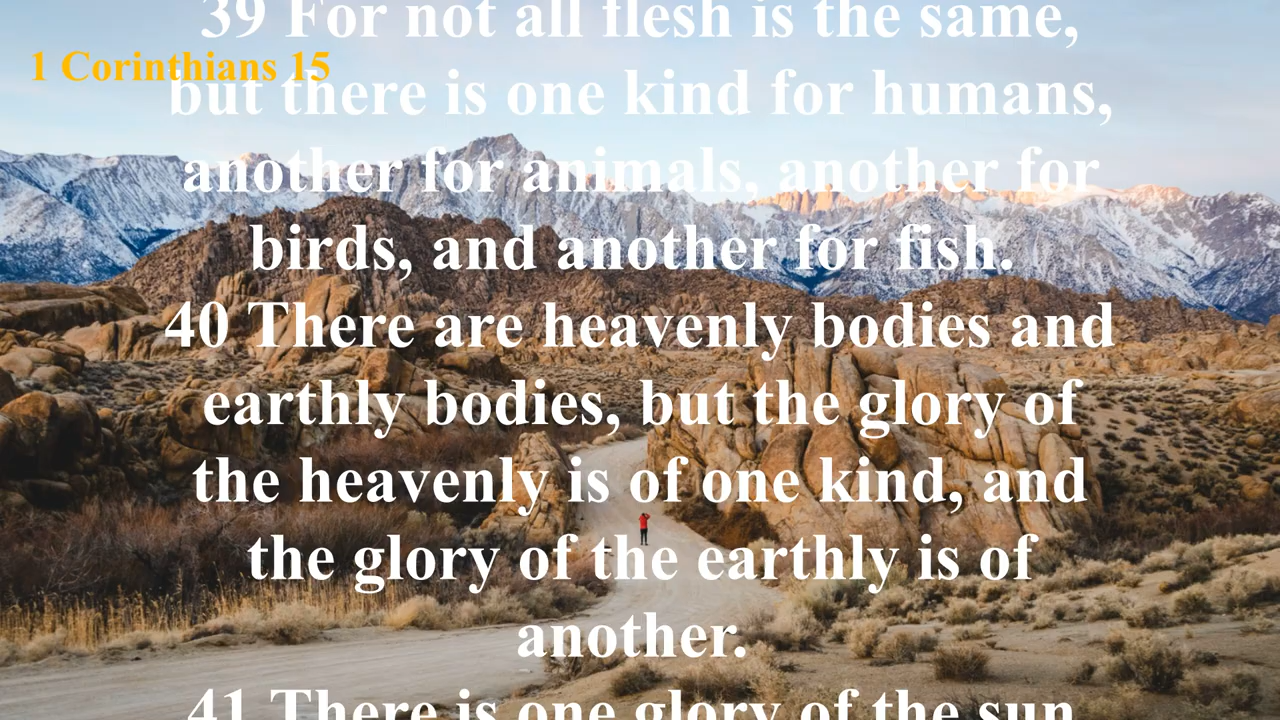 39 For not all flesh is the same,
1 Corinthians 15
but there is one kind for humans,
another for animals, another for
birds, and another for fish.
40 There are heavenly bodies and
earthly bodies, but the glory of
the heavenly is of one kind, and
the glory of the earthly is of
another.
41 There is one glory of the sun,